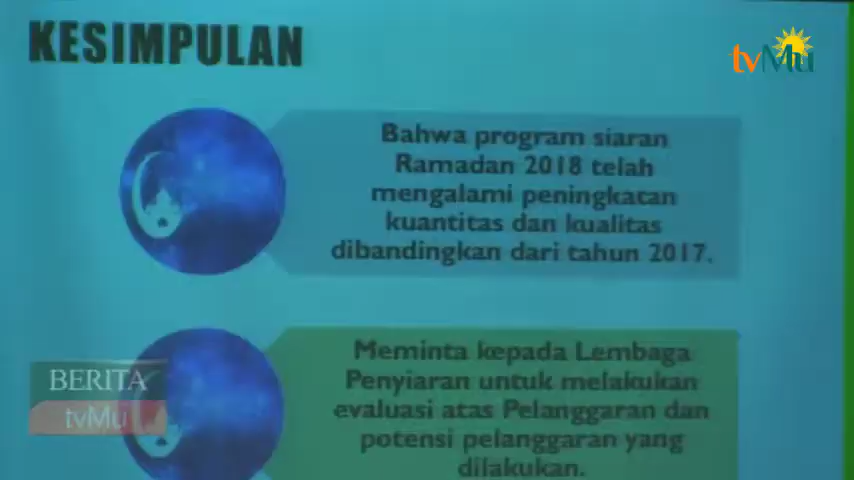 KESIMPULAN
tvMu
Bahwa program siaran
Ramadan 2018 telah
mengalami peningkatan
kuantitas dan kualitas
dibandingkan dari tahun 2017.
Meminta kepada Lembaga
Penyiaran untuk melakukan
evaluasi atas Pelanggaran dan
potensi pelanggaran yang
dilakukan.
BERITA
tvMu